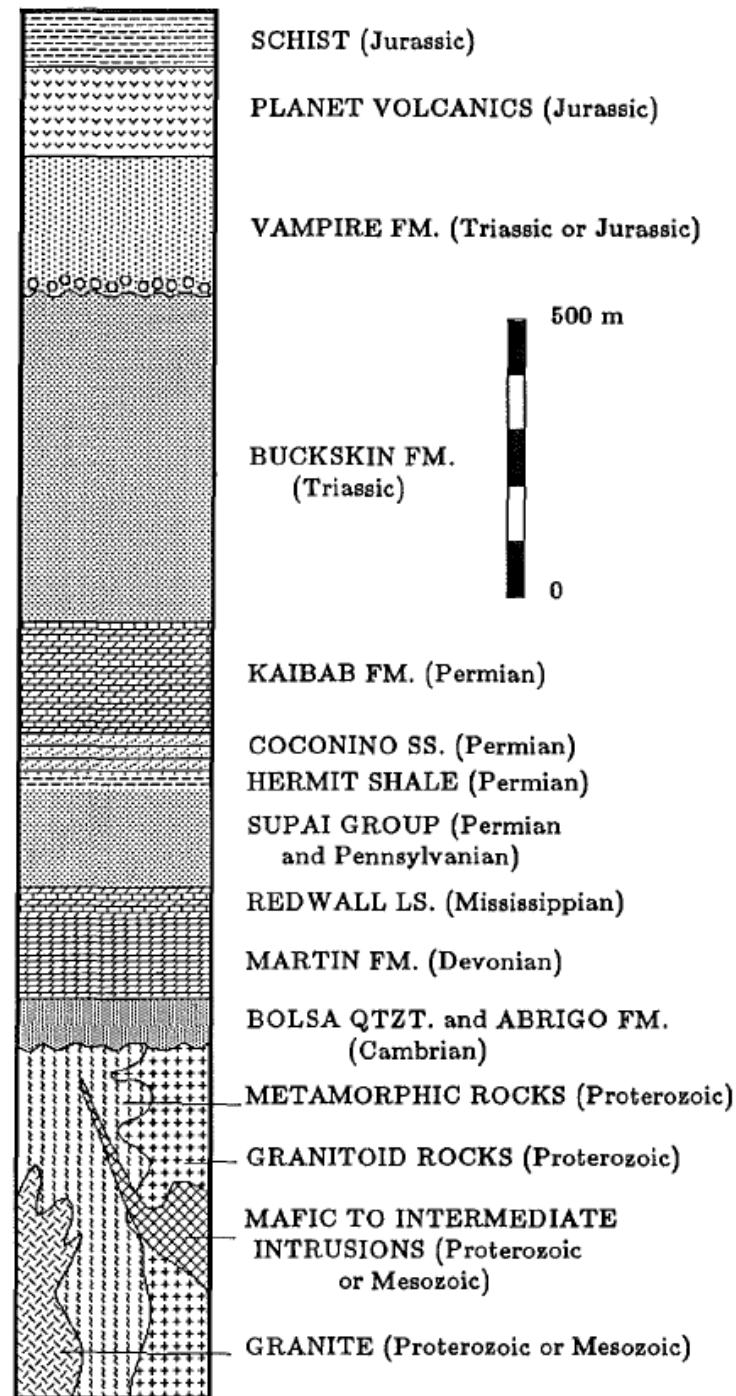 SCHIST (Jurassic)
PLANET VOLCANICS (Jurassic)
VAMPIRE FM. (Triassic or Jurassic)
500 m
BUCKSKIN FM.
(Triassic)
0
KAIBAB FM. (Permian)
COCONINO SS. (Permian)
HERMIT SHALE (Permian)
SUPAI GROUP (Permian
and Pennsylvanian)
REDWALL LS. (Mississippian)
MARTIN FM. (Devonian)
BOLSA QTZT. and ABRIGO FM.
(Cambrian)
METAMORPHIC ROCKS (Proterozoic)
GRANITOID ROCKS (Proterozoic)
MAFIC TO INTERMEDIATE
INTRUSIONS (Proterozoic
or Mesozoic)
GRANITE (Proterozoic or Mesozoic)